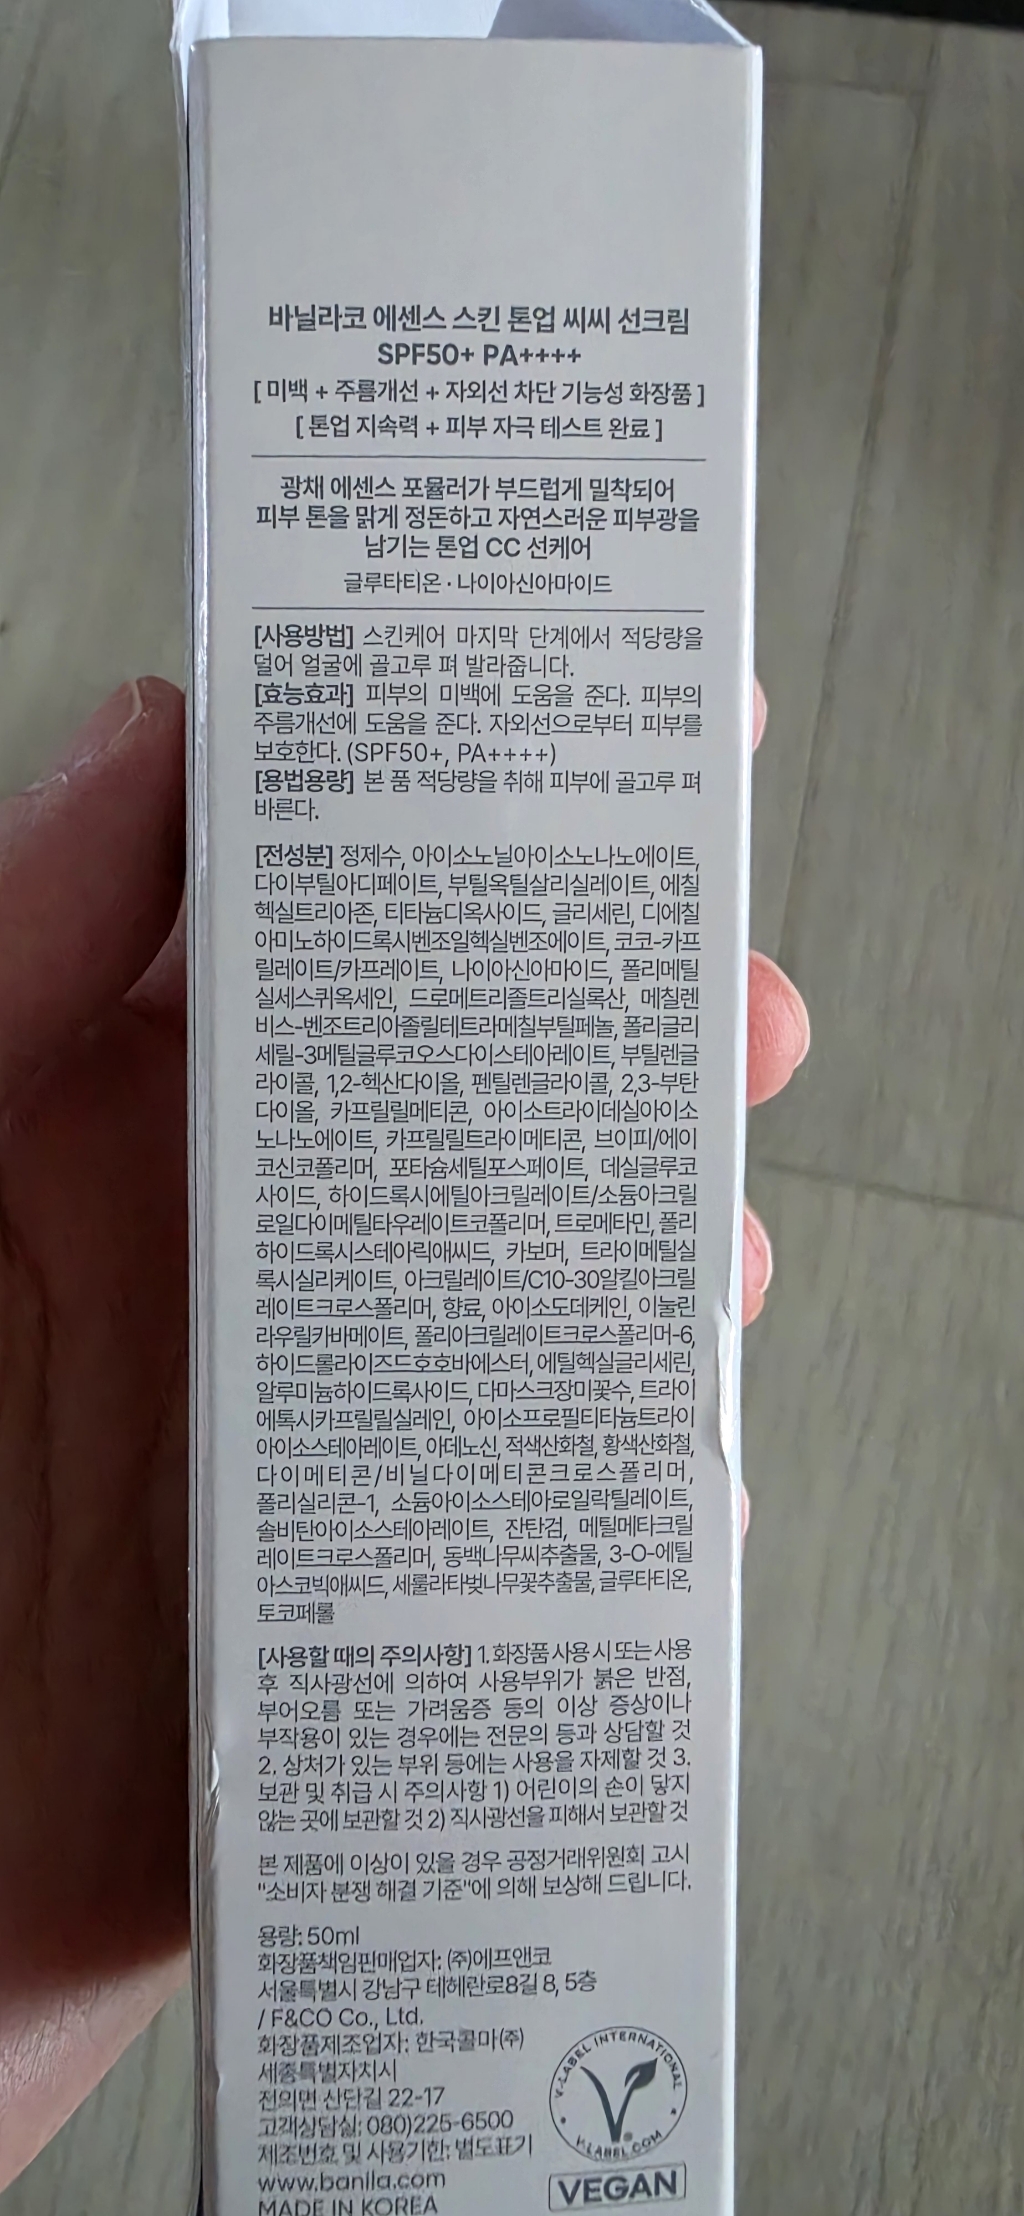 바닐라코 에센스 스킨 톤업 씨씨 선크림
SPF50+ PA++++
[ 미백 + 주름개선 + 자외선 차단 기능성 화장품 ]
[ 톤업 지속력 + 피부 자극 테스트 완료 ]
광채 에센스 포뮬러가 부드럽게 밀착되어
피부 톤을 맑게 정돈하고 자연스러운 피부광을
남기는 톤업 CC 선케어
글루타티온 · 나이아신아마이드
[사용방법] 스킨케어 마지막 단계에서 적당량을
덜어 얼굴에 골고루 펴 발라줍니다.
[효능효과] 피부의 미백에 도움을 준다. 피부의
주름개선에 도움을 준다. 자외선으로부터 피부를
보호한다. (SPF50+, PA++++)
[용법용량] 본 품 적당량을 취해 피부에 골고루 펴
바른다.
[전성분] 정제수, 아이소노닐아이소노나노에이트,
다이부틸아디페이트, 부틸옥틸살리실레이트, 에칠
헥실트리아존, 티타늄디옥사이드, 글리세린, 디에칠
아미노하이드록시벤조일헥실벤조에이트, 코코-카프
릴레이트/카프레이트, 나이아신아마이드, 폴리메틸
실세스퀴옥세인, 드로메트리졸트리실록산, 메칠렌
비스-벤조트리아졸릴테트라메칠부틸페놀, 폴리글리
세릴-3메틸글루코오스다이스테아레이트, 부틸렌글
라이콜, 1,2-헥산다이올, 펜틸렌글라이콜, 2,3-부탄
다이올, 카프릴릴메티콘, 아이소트라이데실아이소
노나노에이트, 카프릴릴트라이메티콘, 브이피/에이
코신코폴리머, 포타슘세틸포스페이트, 데실글루코
사이드, 하이드록시에틸아크릴레이트/소듐아크릴
로일다이메틸타우레이트코폴리머, 트로메타민, 폴리
하이드록시스테아릭애씨드, 카보머, 트라이메틸실
록시실리케이트, 아크릴레이트/C10-30알킬아크릴
레이트크로스폴리머, 향료, 아이소도데케인, 이눌린
라우릴카바메이트, 폴리아크릴레이트크로스폴리머-6,
하이드롤라이즈드호호바에스터, 에틸헥실글리세린,
알루미늄하이드록사이드, 다마스크장미꽃수, 트라이
에톡시카프릴릴실레인, 아이소프로필티타늄트라이
아이소스테아레이트, 아데노신, 적색산화철, 황색산화철,
다이메티콘/비닐다이메티콘크로스폴리머,
폴리실리콘-1, 소듐아이소스테아로일락틸레이트,
솔비탄아이소스테아레이트, 잔탄검, 메틸메타크릴
레이트크로스폴리머, 동백나무씨추출물, 3-O-에틸
아스코빅애씨드, 세룰라타벚나무꽃추출물, 글루타티온,
토코페롤
[사용할 때의 주의사항] 1. 화장품 사용 시 또는 사용
후 직사광선에 의하여 사용부위가 붉은 반점,
부어오름 또는 가려움증 등의 이상 증상이나
부작용이 있는 경우에는 전문의 등과 상담할 것
2. 상처가 있는 부위 등에는 사용을 자제할 것 3.
보관 및 취급 시 주의사항 1) 어린이의 손이 닿지
않는 곳에 보관할 것 2) 직사광선을 피해서 보관할 것
본 제품에 이상이 있을 경우 공정거래위원회 고시
"소비자 분쟁 해결 기준"에 의해 보상해 드립니다.
용량: 50ml
화장품책임판매업자: (주)에프앤코
서울특별시 강남구 테헤란로8길 8, 5층
/ F&CO Co., Ltd.
화장품제조업자: 한국콜마(주)
세종특별자치시
전의면 산단길 22-17
고객상담실: 080)225-6500
제조번호 및 사용기한: 별도표기
www.banila.com
MADE IN KOREA
V-LABEL INTERNATIONAL
V-LABEL.COM
VEGAN